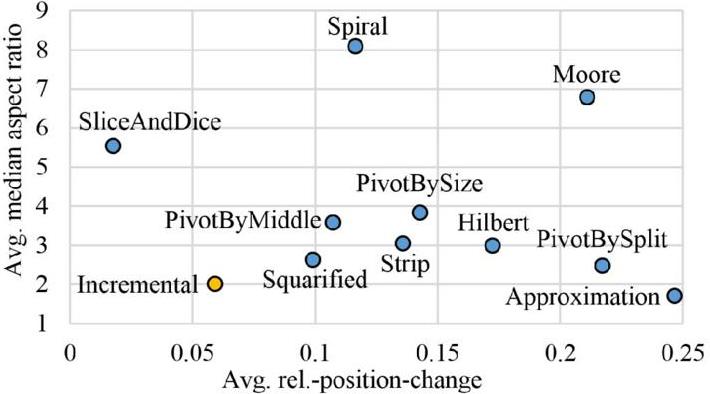 9
Spiral
8
Moore
7
SliceAndDice
6
5
PivotBySize
4
PivotByMiddle
Hilbert
PivotBySplit
3
Strip
Squarified
Incremental
2
Approximation
1
0 0.05 0.1 0.15 0.2 0.25
Avg. rel.-position-change
Avg. median aspect ratio